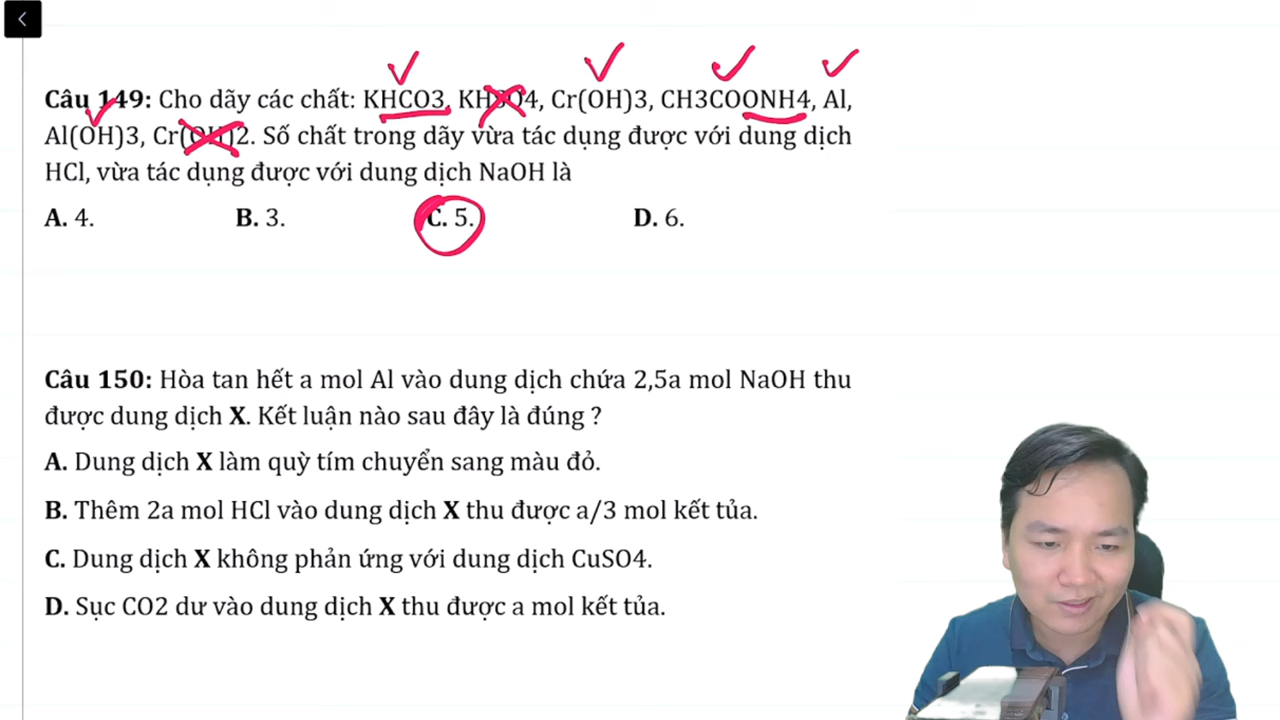 Câu 149: Cho dãy các chất: KHCO3, KHSO4, Cr(OH)3, CH3COONH4, Al,
Al(OH)3, Cr(OH)2. Số chất trong dãy vừa tác dụng được với dung dịch
HCl, vừa tác dụng được với dung dịch NaOH là
A. 4. B. 3. C. 5. D. 6.
Câu 150: Hòa tan hết a mol Al vào dung dịch chứa 2,5a mol NaOH thu
được dung dịch X. Kết luận nào sau đây là đúng ?
A. Dung dịch X làm quỳ tím chuyển sang màu đỏ.
B. Thêm 2a mol HCl vào dung dịch X thu được a/3 mol kết tủa.
C. Dung dịch X không phản ứng với dung dịch CuSO4.
D. Sục CO2 dư vào dung dịch X thu được a mol kết tủa.